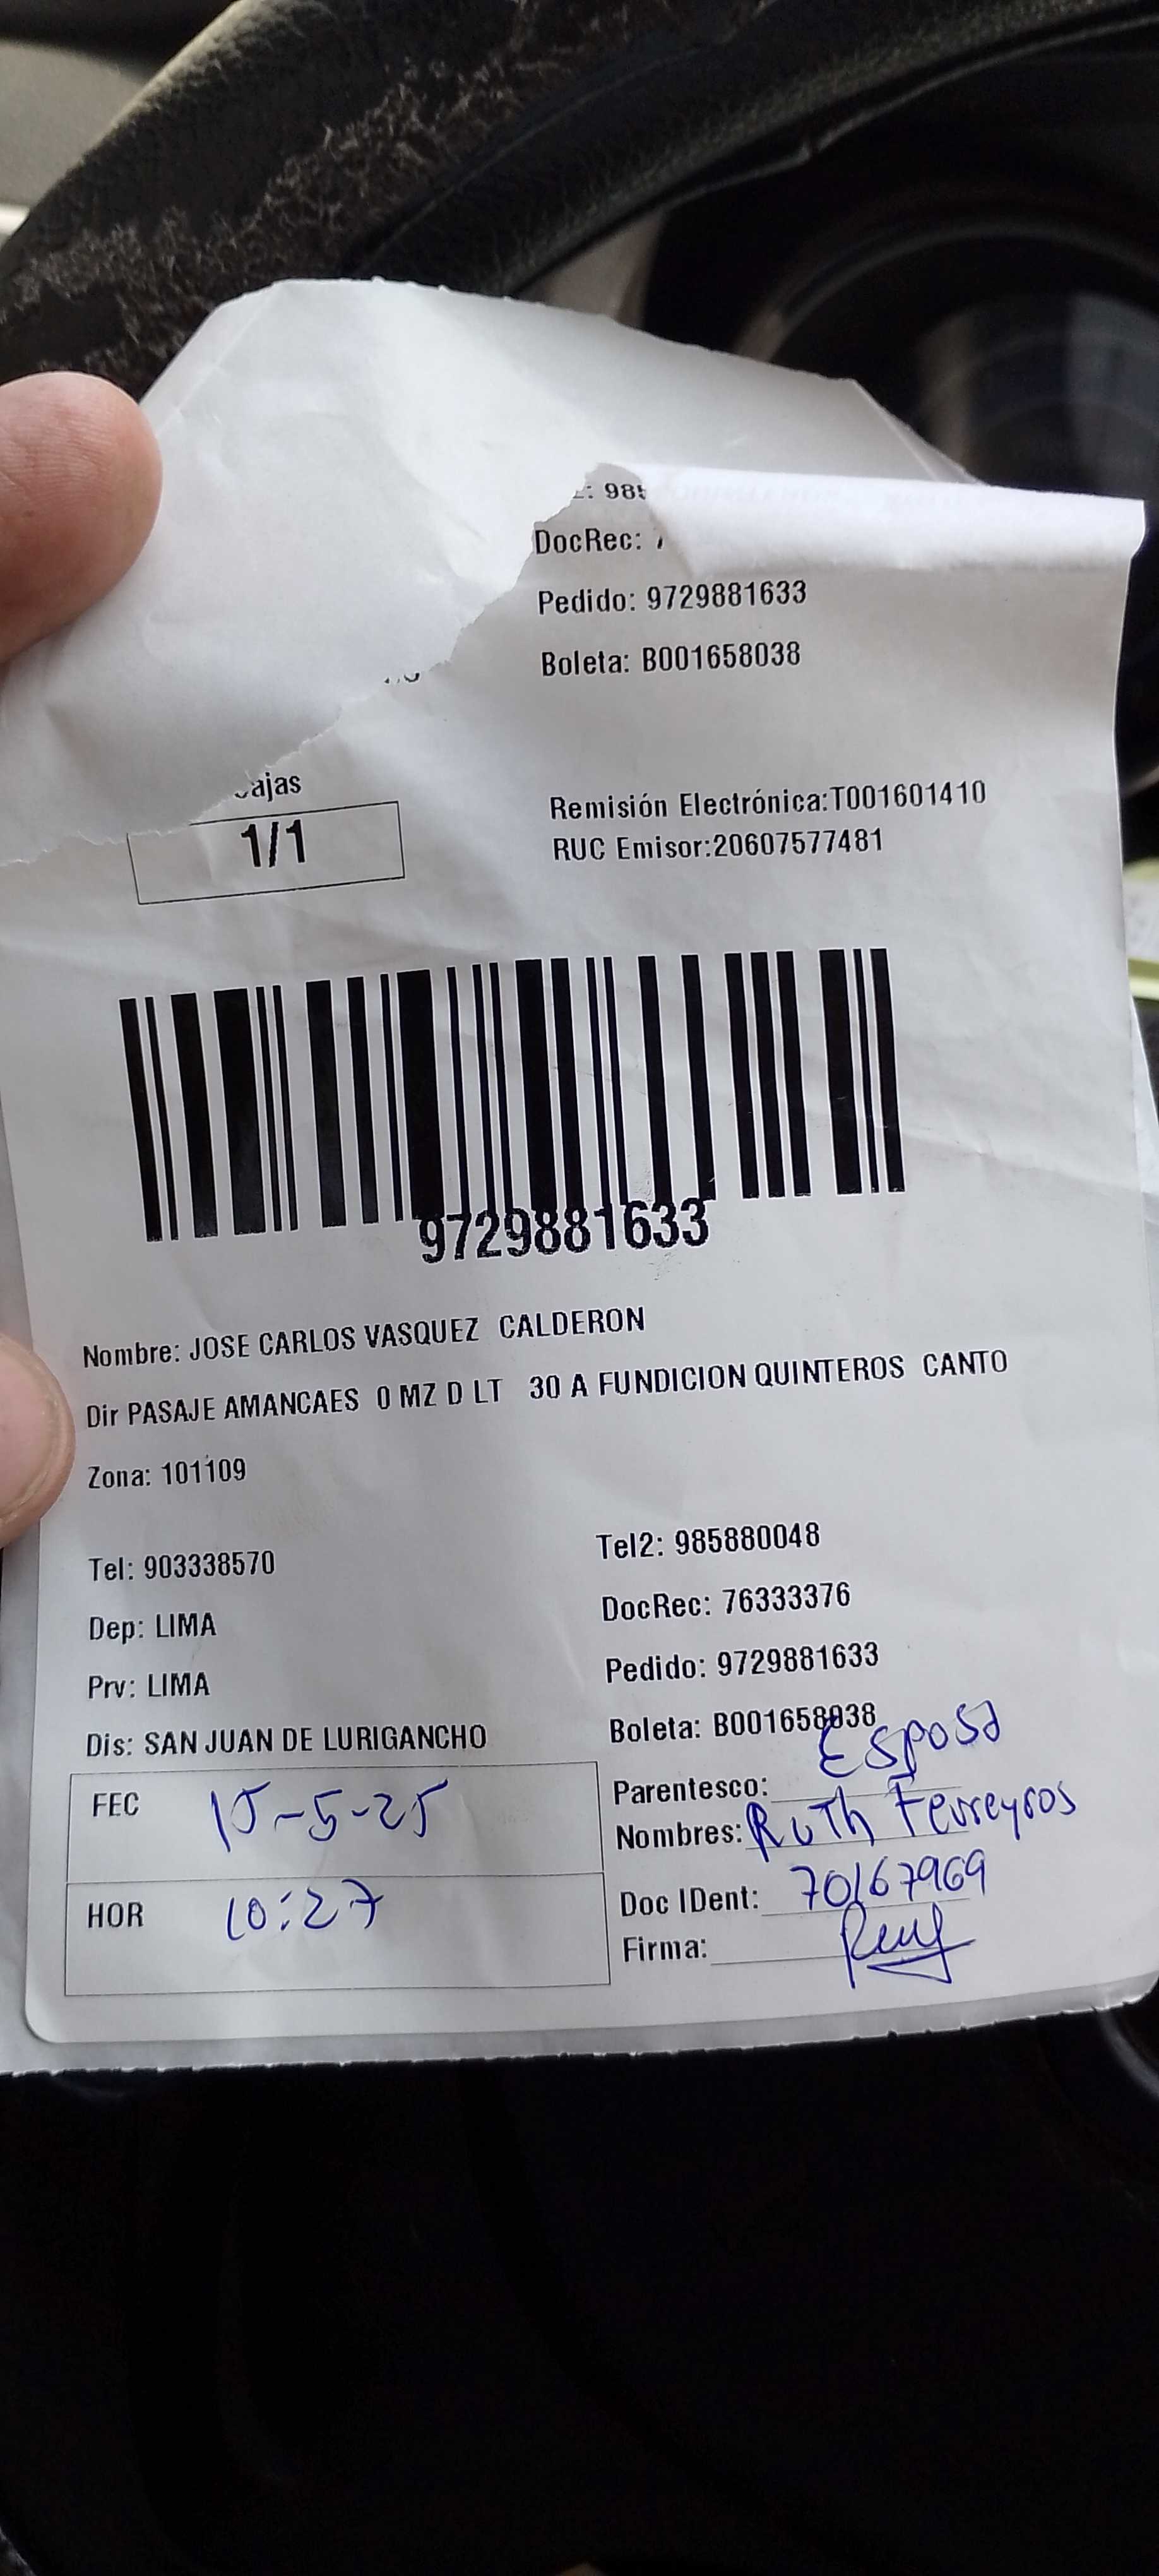 985
DocRec:
Pedido: 9729881633
Boleta: B001658038
1/1
Remisión Electrónica:T001601410
RUC Emisor:20607577481
9729881633
Nombre: JOSE CARLOS VASQUEZ CALDERON
Dir PASAJE AMANCAES 0 MZ D LT 30 A FUNDICION QUINTEROS CANTO
Zona: 101109
Tel: 903338570
Tel2: 985880048
Dep: LIMA
DocRec: 76333376
Prv: LIMA
Pedido: 9729881633
Dis: SAN JUAN DE LURIGANCHO
Boleta: B001658038
FEC 15-5-25
Parentesco: Esposa
Nombres: Ruth Ferreyros
HOR 10:27
Doc IDent: 70167969
Firma: